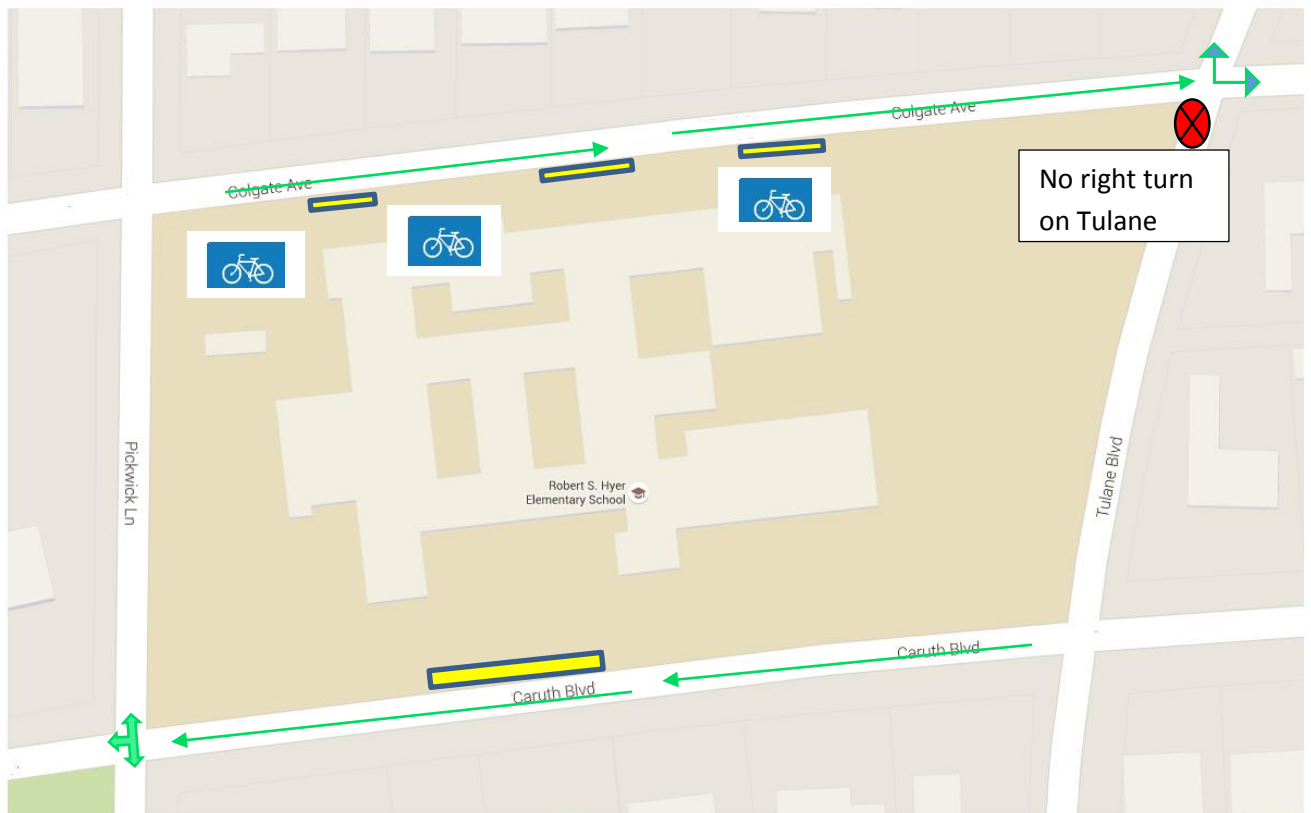 Colgate Ave
Colgate Ave
No right turn
on Tulane
Pickwick Ln
Robert S. Hyer
Elementary School
Tulane Blvd
Caruth Blvd
Caruth Blvd